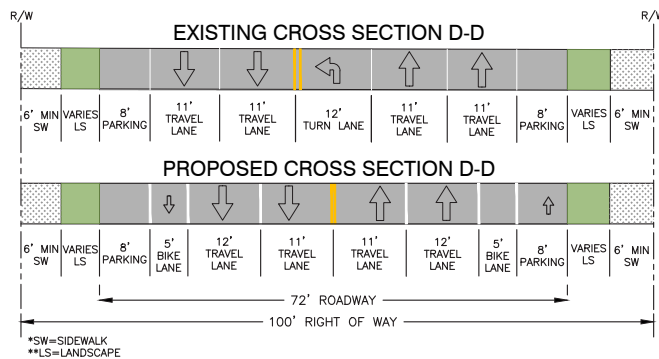 R/W
R/W
EXISTING CROSS SECTION D-D
6' MIN SW
VARIES LS
8' PARKING
11' TRAVEL LANE
11' TRAVEL LANE
12' TURN LANE
11' TRAVEL LANE
11' TRAVEL LANE
8' PARKING
VARIES LS
6' MIN SW
PROPOSED CROSS SECTION D-D
6' MIN SW
VARIES LS
8' PARKING
5' BIKE LANE
12' TRAVEL LANE
11' TRAVEL LANE
11' TRAVEL LANE
12' TRAVEL LANE
5' BIKE LANE
8' PARKING
VARIES LS
6' MIN SW
72' ROADWAY
100' RIGHT OF WAY
*SW=SIDEWALK
**LS=LANDSCAPE